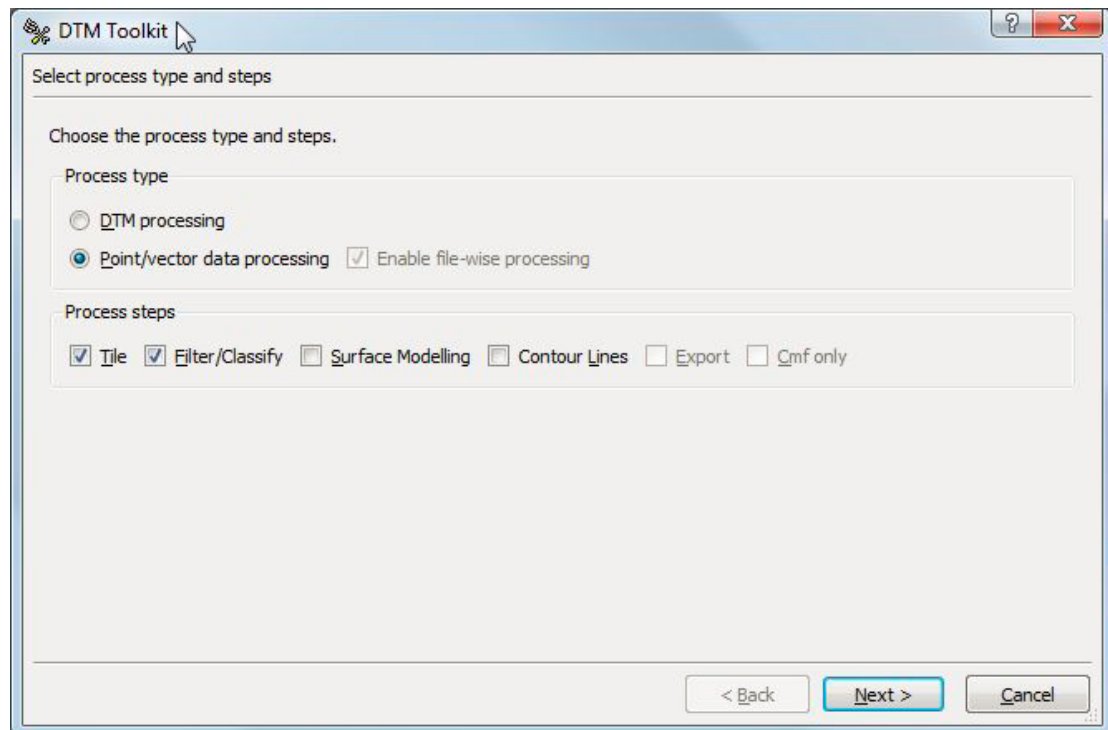 DTM Toolkit ?
Select process type and steps
Choose the process type and steps.
Process type
DTM processing
Point/vector data processing Enable file-wise processing
Process steps
Tile Filter/Classify Surface Modelling Contour Lines Export Cmf only
< Back Next > Cancel